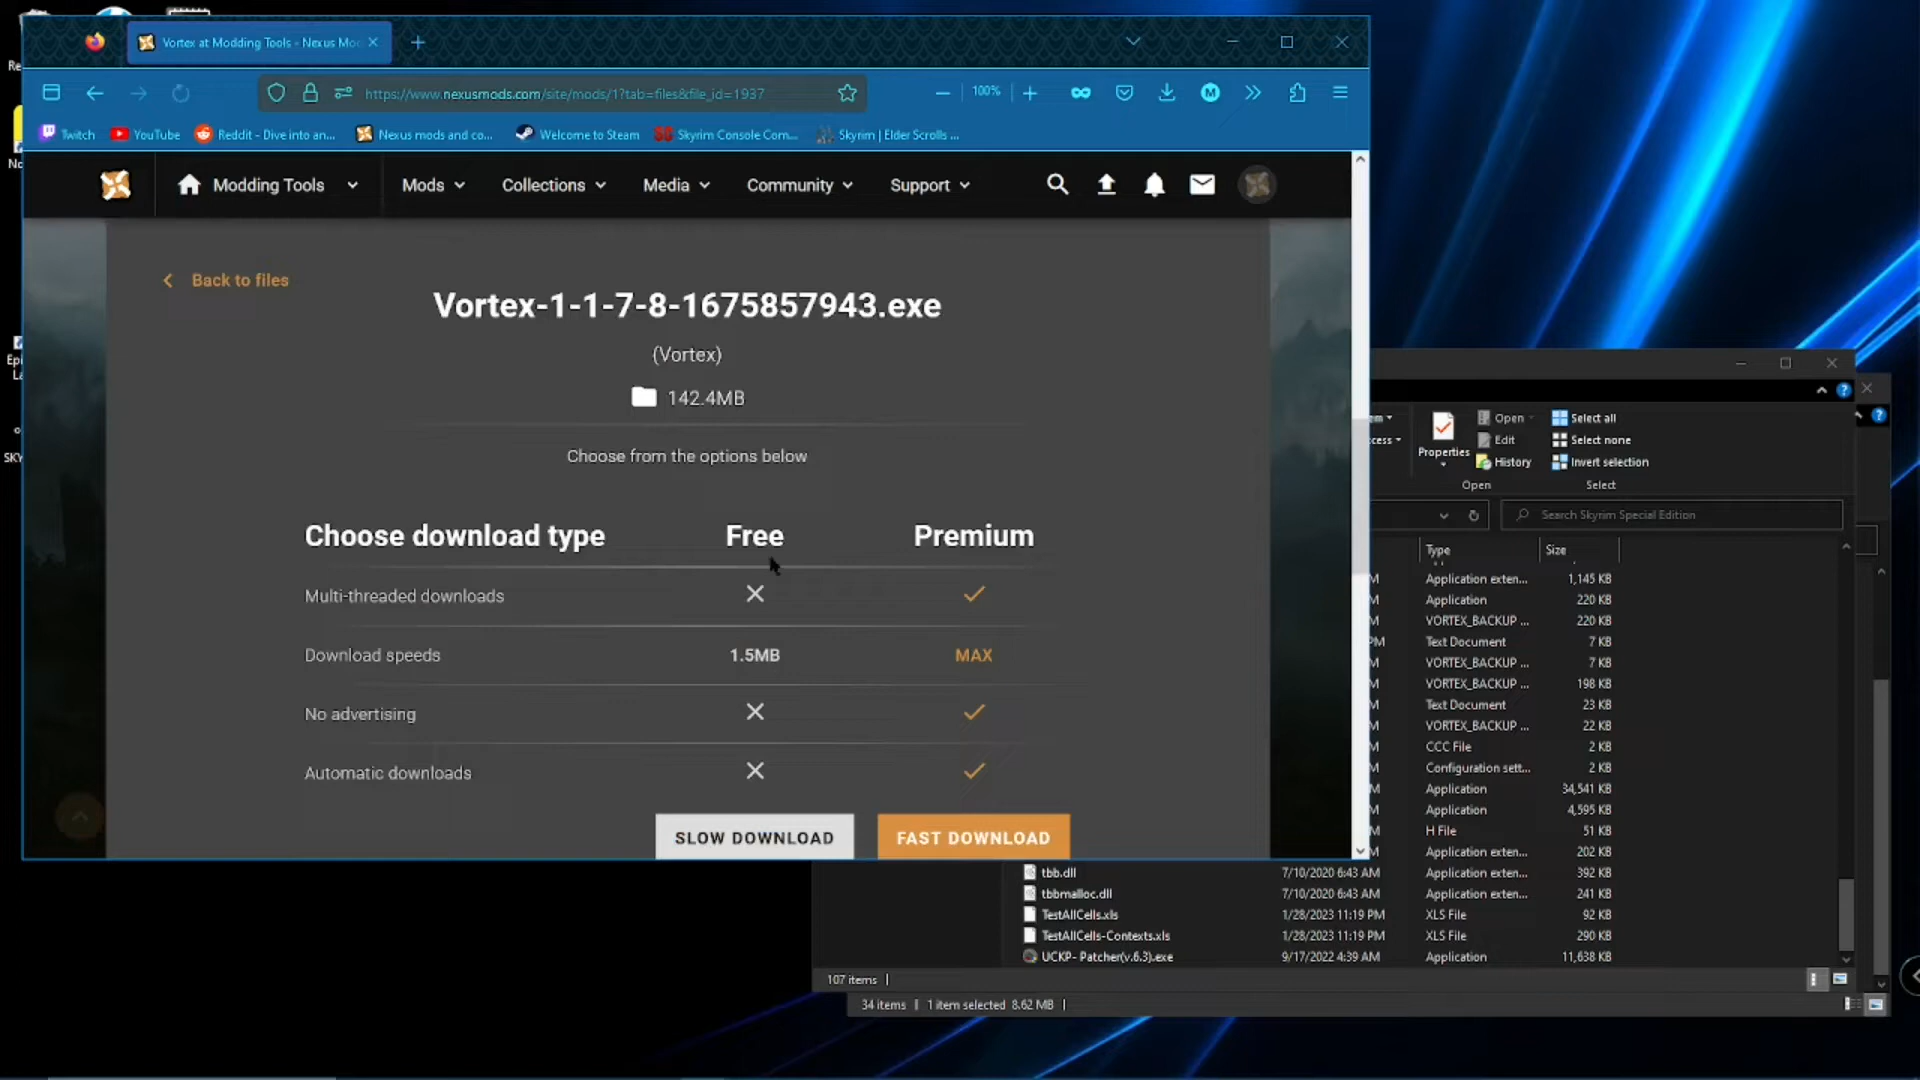 Vortex at Modding Tools - Nexus Mo
https://www.nexusmods.com/site/mods/1?tab=files&file_id=1937
100%
Twitch
YouTube
Reddit - Dive into an...
Nexus mods and co...
Welcome to Steam
Skyrim Console Com...
Skyrim | Elder Scrolls ...
Modding Tools
Mods
Collections
Media
Community
Support
Back to files
Vortex-1-1-7-8-1675857943.exe
(Vortex)
142.4MB
Choose from the options below
Choose download type Free Premium
Multi-threaded downloads
Download speeds 1.5MB MAX
No advertising
Automatic downloads
SLOW DOWNLOAD FAST DOWNLOAD
Properties
Open
Edit
History
Open
Select all
Select none
Invert selection
Select
Search Skyrim Special Edition
Type Size
Application exten... 1,145 KB
Application 220 KB
VORTEX_BACKUP ... 220 KB
Text Document 7 KB
VORTEX_BACKUP ... 7 KB
VORTEX_BACKUP ... 198 KB
Text Document 23 KB
VORTEX_BACKUP ... 22 KB
CCC File 2 KB
Configuration sett... 2 KB
Application 34,541 KB
Application 4,595 KB
H File 51 KB
Application exten... 202 KB
tbb.dll 7/10/2020 6:43 AM Application exten... 392 KB
tbbmalloc.dll 7/10/2020 6:43 AM Application exten... 241 KB
TestAllCells.xls 1/28/2023 11:19 PM XLS File 92 KB
TestAllCells-Contexts.xls 1/28/2023 11:19 PM XLS File 290 KB
UCKP- Patcher(v.6.3).exe 9/17/2022 4:39 AM Application 11,638 KB
107 items
34 items 1 item selected 8.62 MB